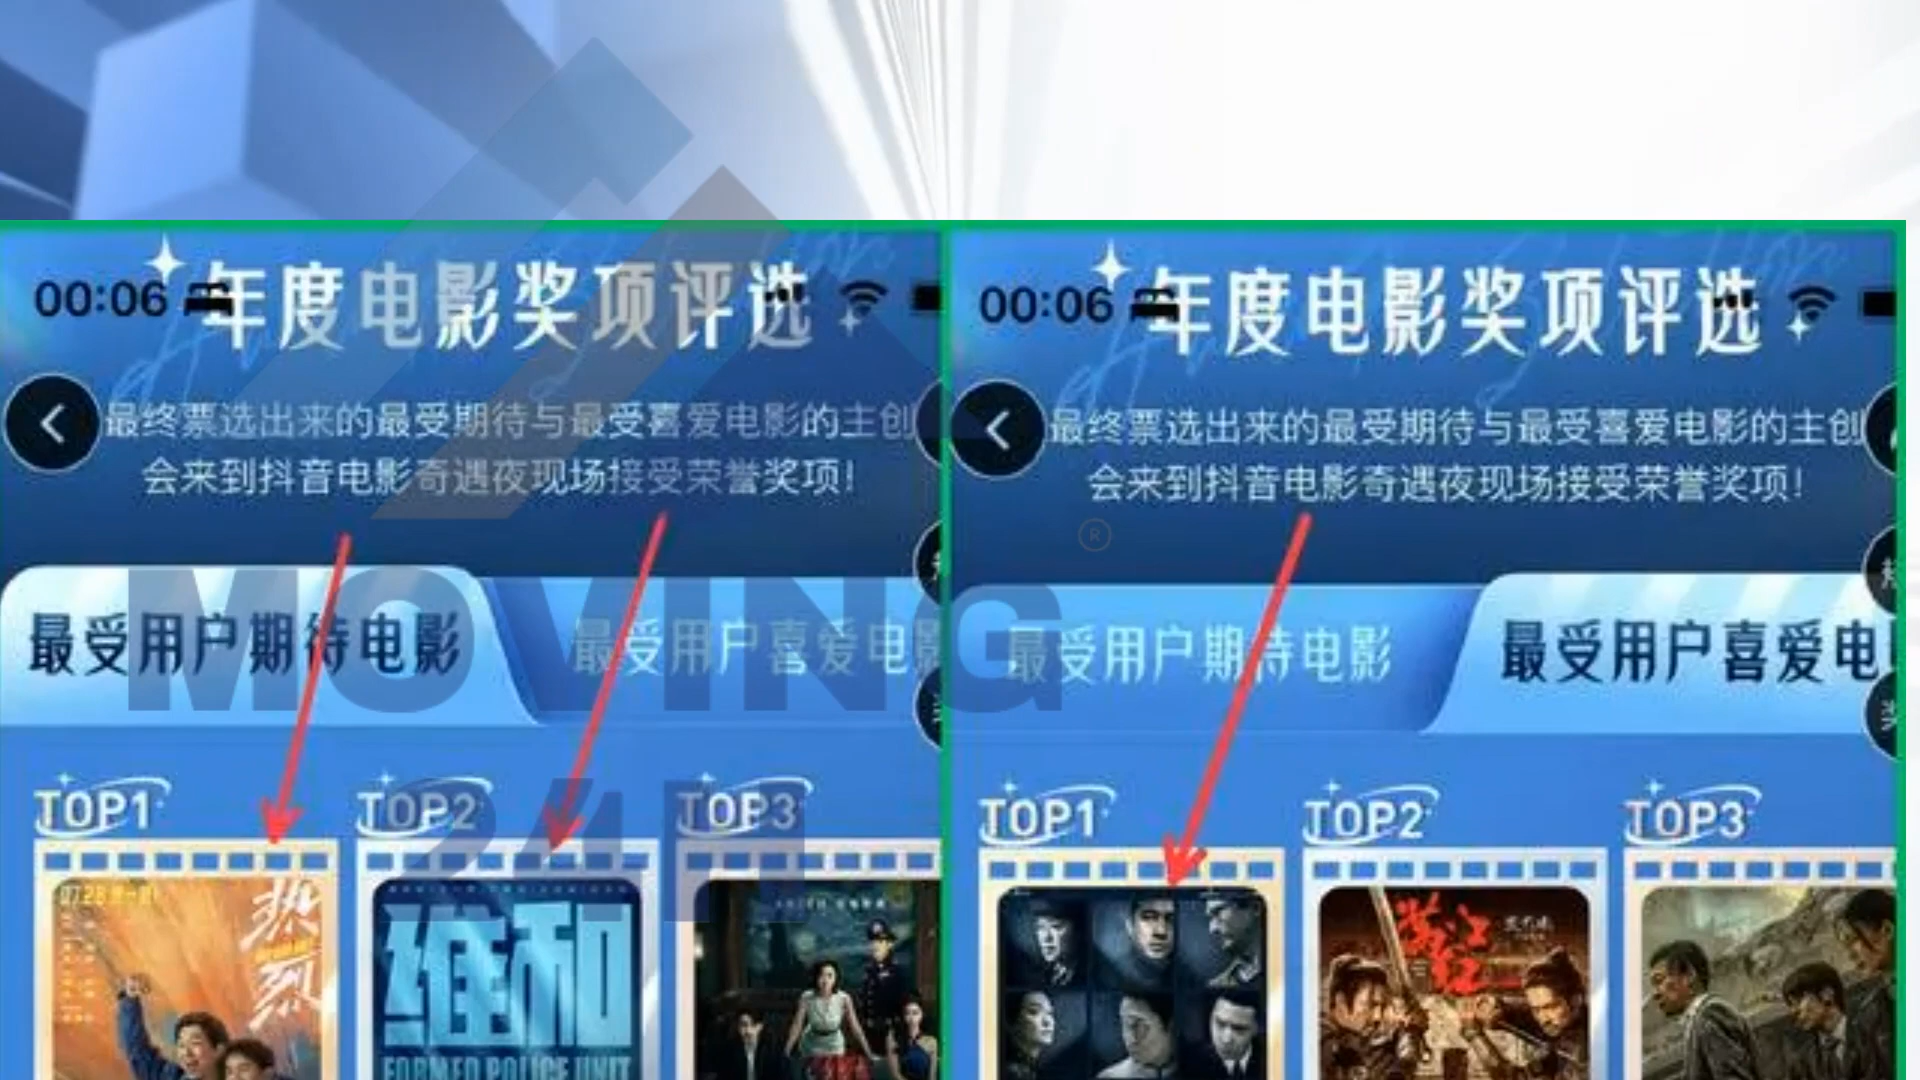 00:06
年度电影奖项评选
最终票选出来的最受期待与最受喜爱电影的主创
会来到抖音电影奇遇夜现场接受荣誉奖项!
最受用户期待电影
最受用户喜爱电影
TOP1
TOP2
TOP3
07.28
热烈
维和
FORMED POLICE UNIT
00:06
年度电影奖项评选
最终票选出来的最受期待与最受喜爱电影的主创
会来到抖音电影奇遇夜现场接受荣誉奖项!
最受用户期待电影
最受用户喜爱电
TOP1
TOP2
TOP3
满江红
MOVING
24H
®